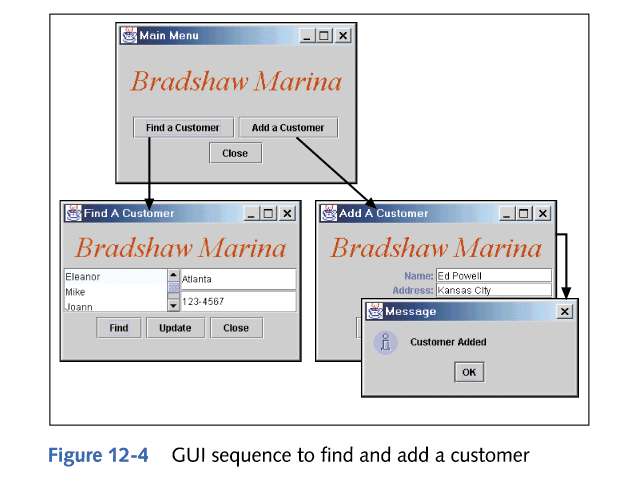 Main Menu
Bradshaw Marina
Find a Customer Add a Customer
Close
Find A Customer
Bradshaw Marina
Eleanor
Mike
Joann
Atlanta
123-4567
Find Update Close
Add A Customer
Bradshaw Marina
Name: Ed Powell
Address: Kansas City
Message
Customer Added
OK
Figure 12-4 GUI sequence to find and add a customer